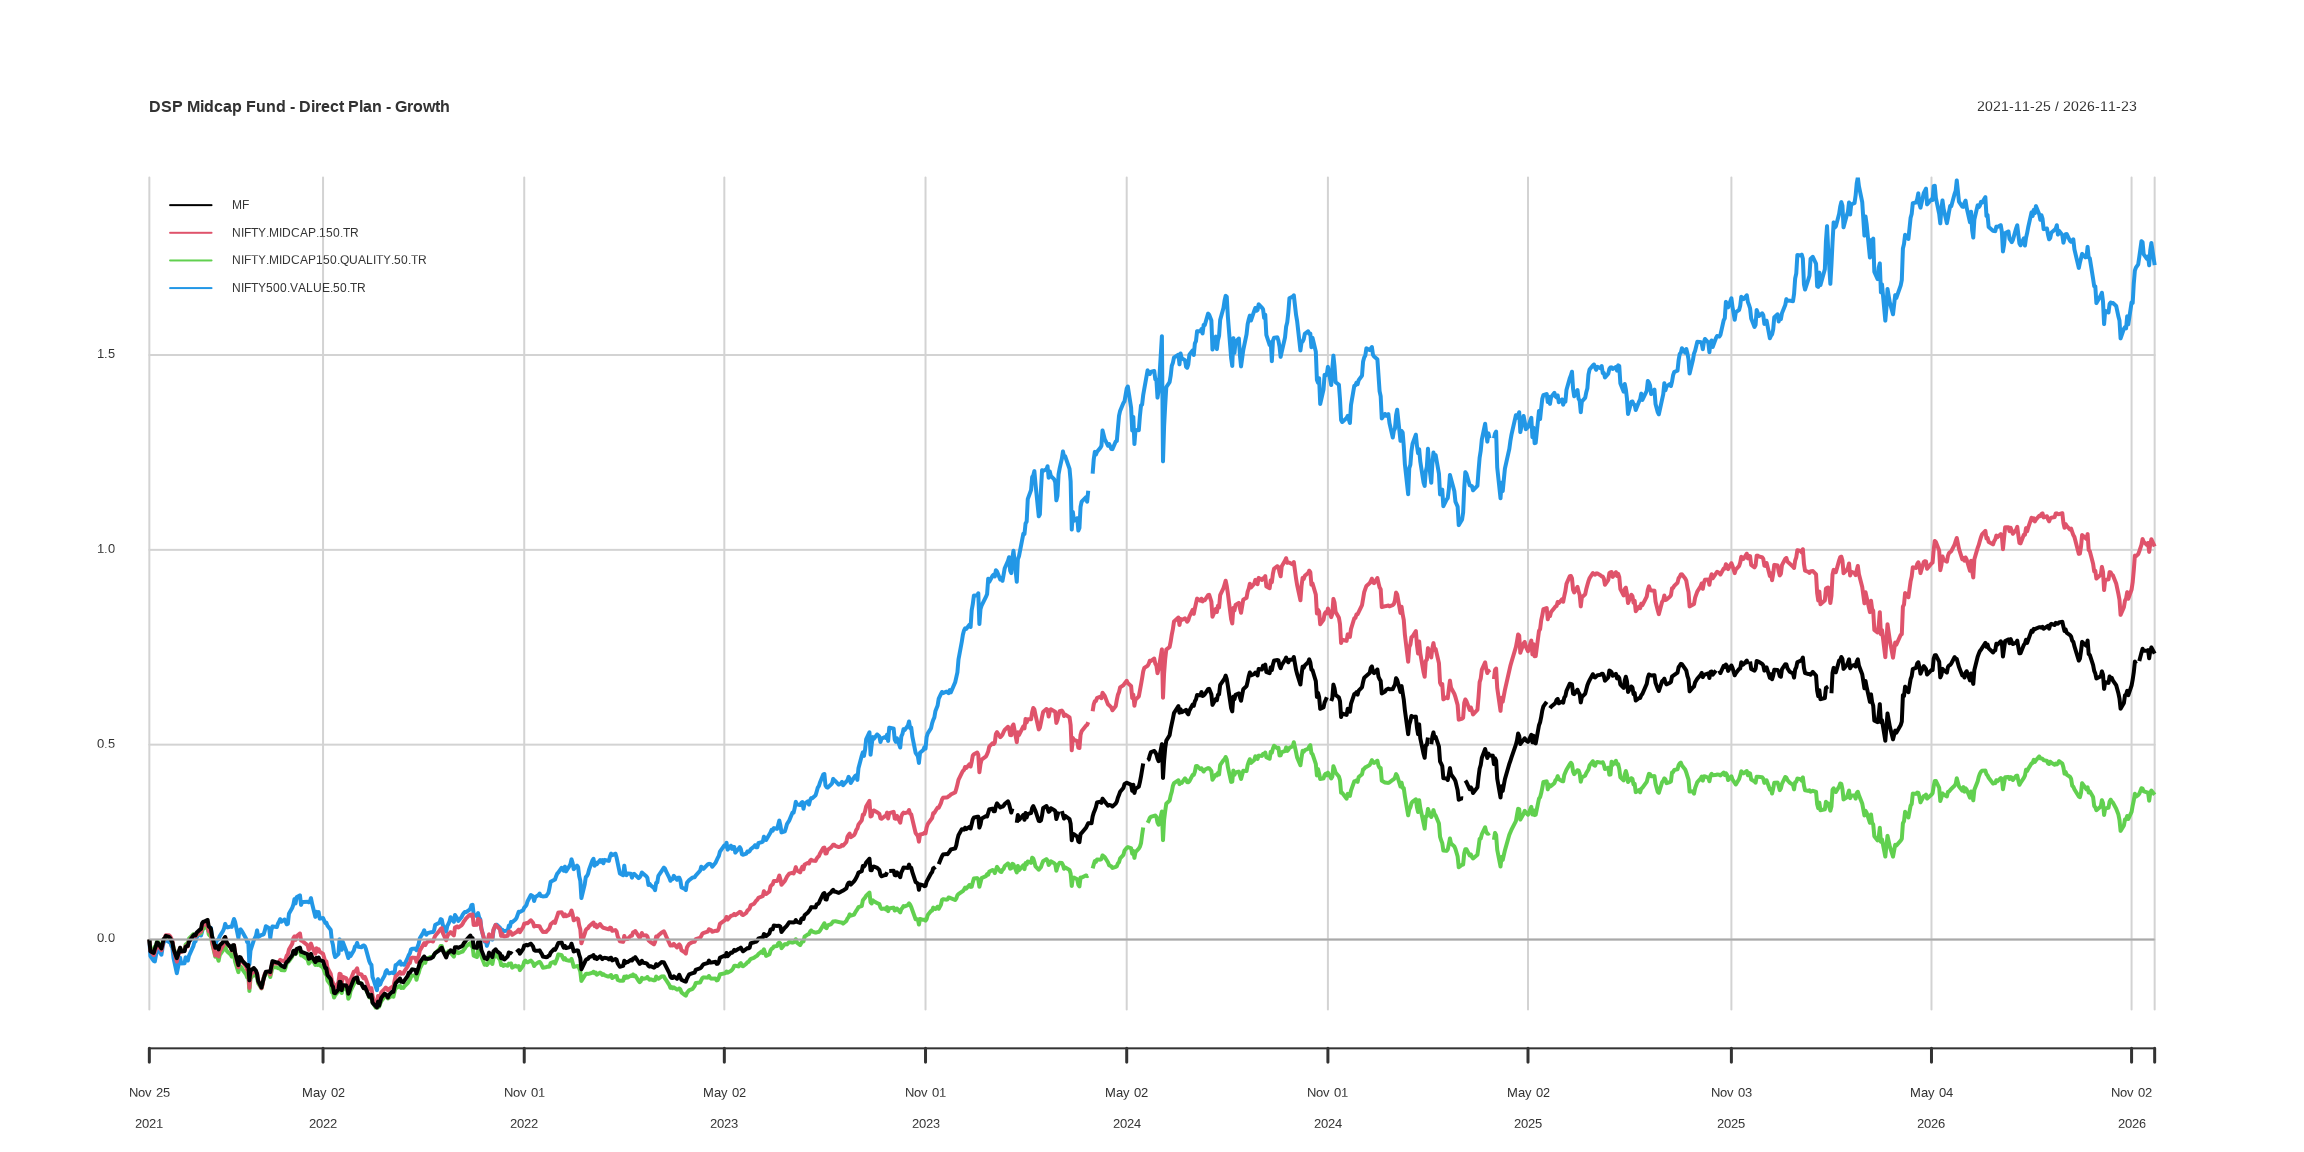 DSP Midcap Fund - Direct Plan - Growth
2021-11-25 / 2026-11-23
MF
NIFTY.MIDCAP.150.TR
NIFTY.MIDCAP150.QUALITY.50.TR
NIFTY500.VALUE.50.TR
1.5
1.0
0.5
0.0
Nov 25 May 02 Nov 01 May 02 Nov 01 May 02 Nov 01 May 02 Nov 03 May 04 Nov 02
2021 2022 2022 2023 2023 2024 2024 2025 2025 2026 2026